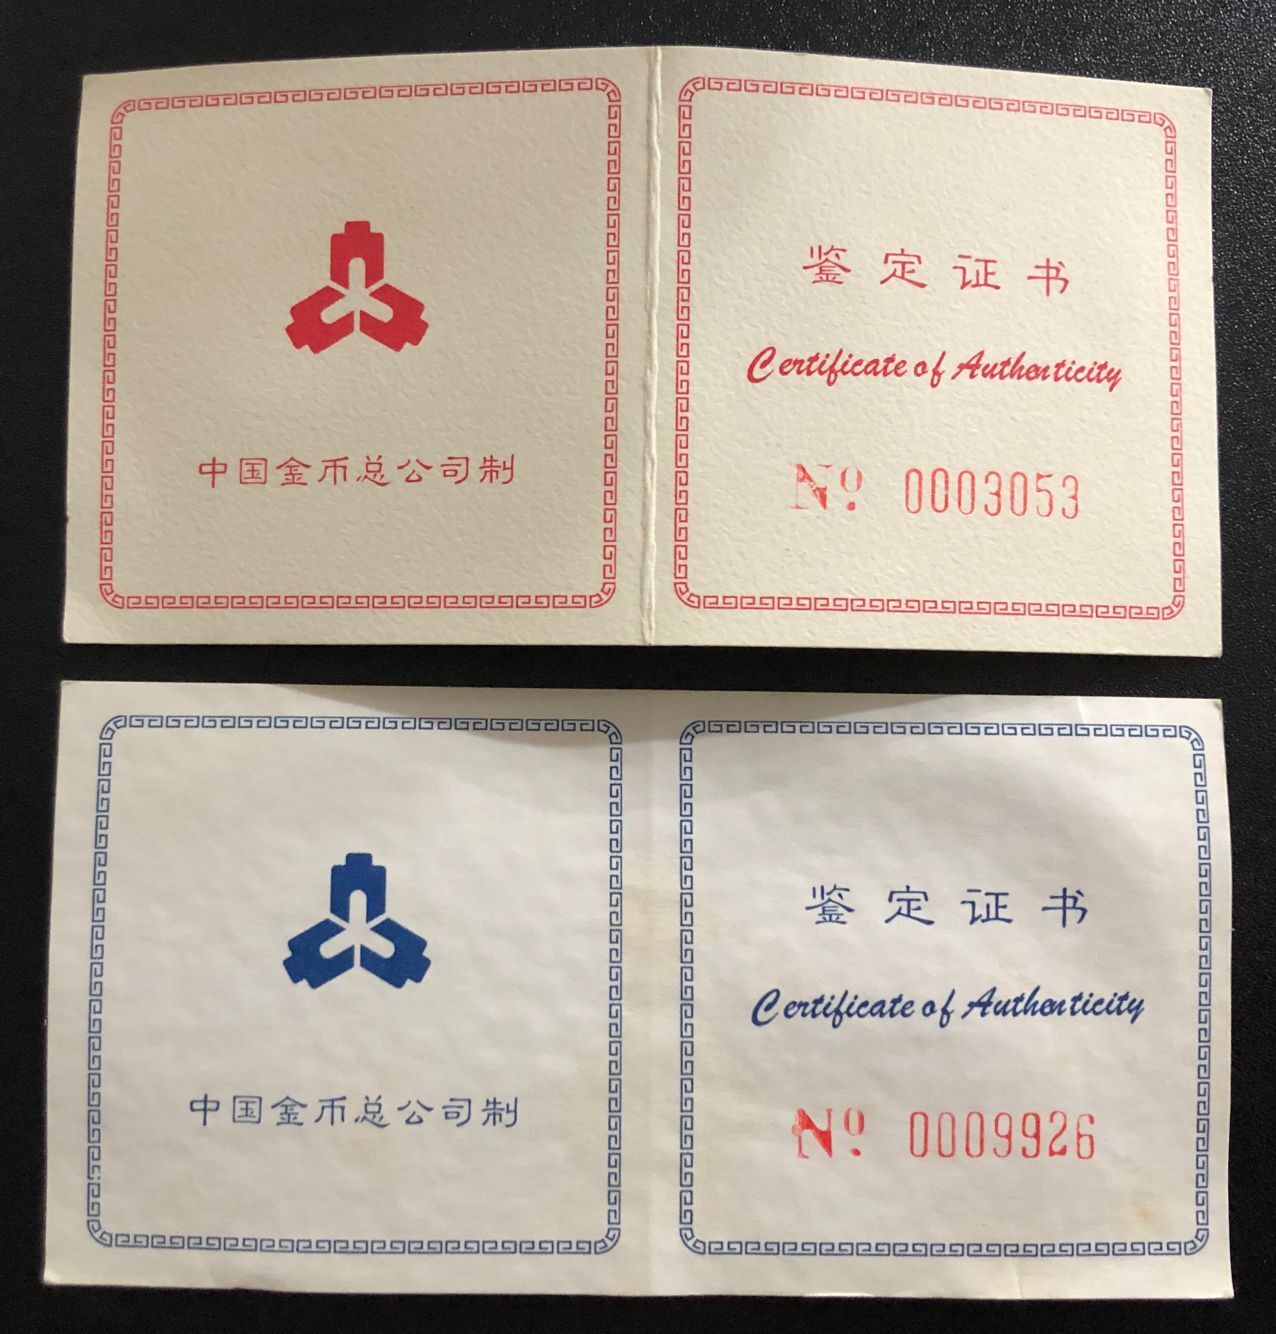 中国金币总公司制
鉴定证书
Certificate of Authenticity
Nº 0003053
中国金币总公司制
鉴定证书
Certificate of Authenticity
Nº 0009926